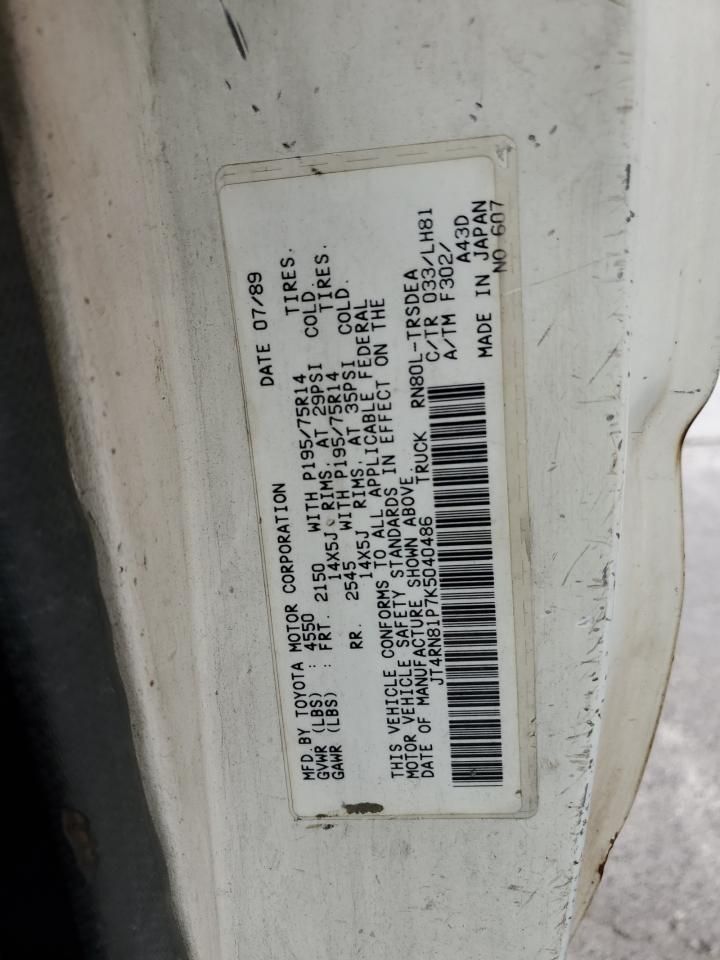 MFD. BY TOYOTA MOTOR CORPORATION DATE 07/89
GVWR (LBS) : 4550
GAWR (LBS) : FRT. 2150 WITH P195/75R14 TIRES,
14X5J RIMS, AT 29PSI COLD.
RR. 2545 WITH P195/75R14 TIRES,
14X5J RIMS, AT 35PSI COLD.
THIS VEHICLE CONFORMS TO ALL APPLICABLE FEDERAL
MOTOR VEHICLE SAFETY STANDARDS IN EFFECT ON THE
DATE OF MANUFACTURE SHOWN ABOVE.
JT4RN81P7K5040486 TRUCK RN80L-TRSDEA
C/TR 033/LH81
A/TM F302/
A43D
MADE IN JAPAN
NO 607